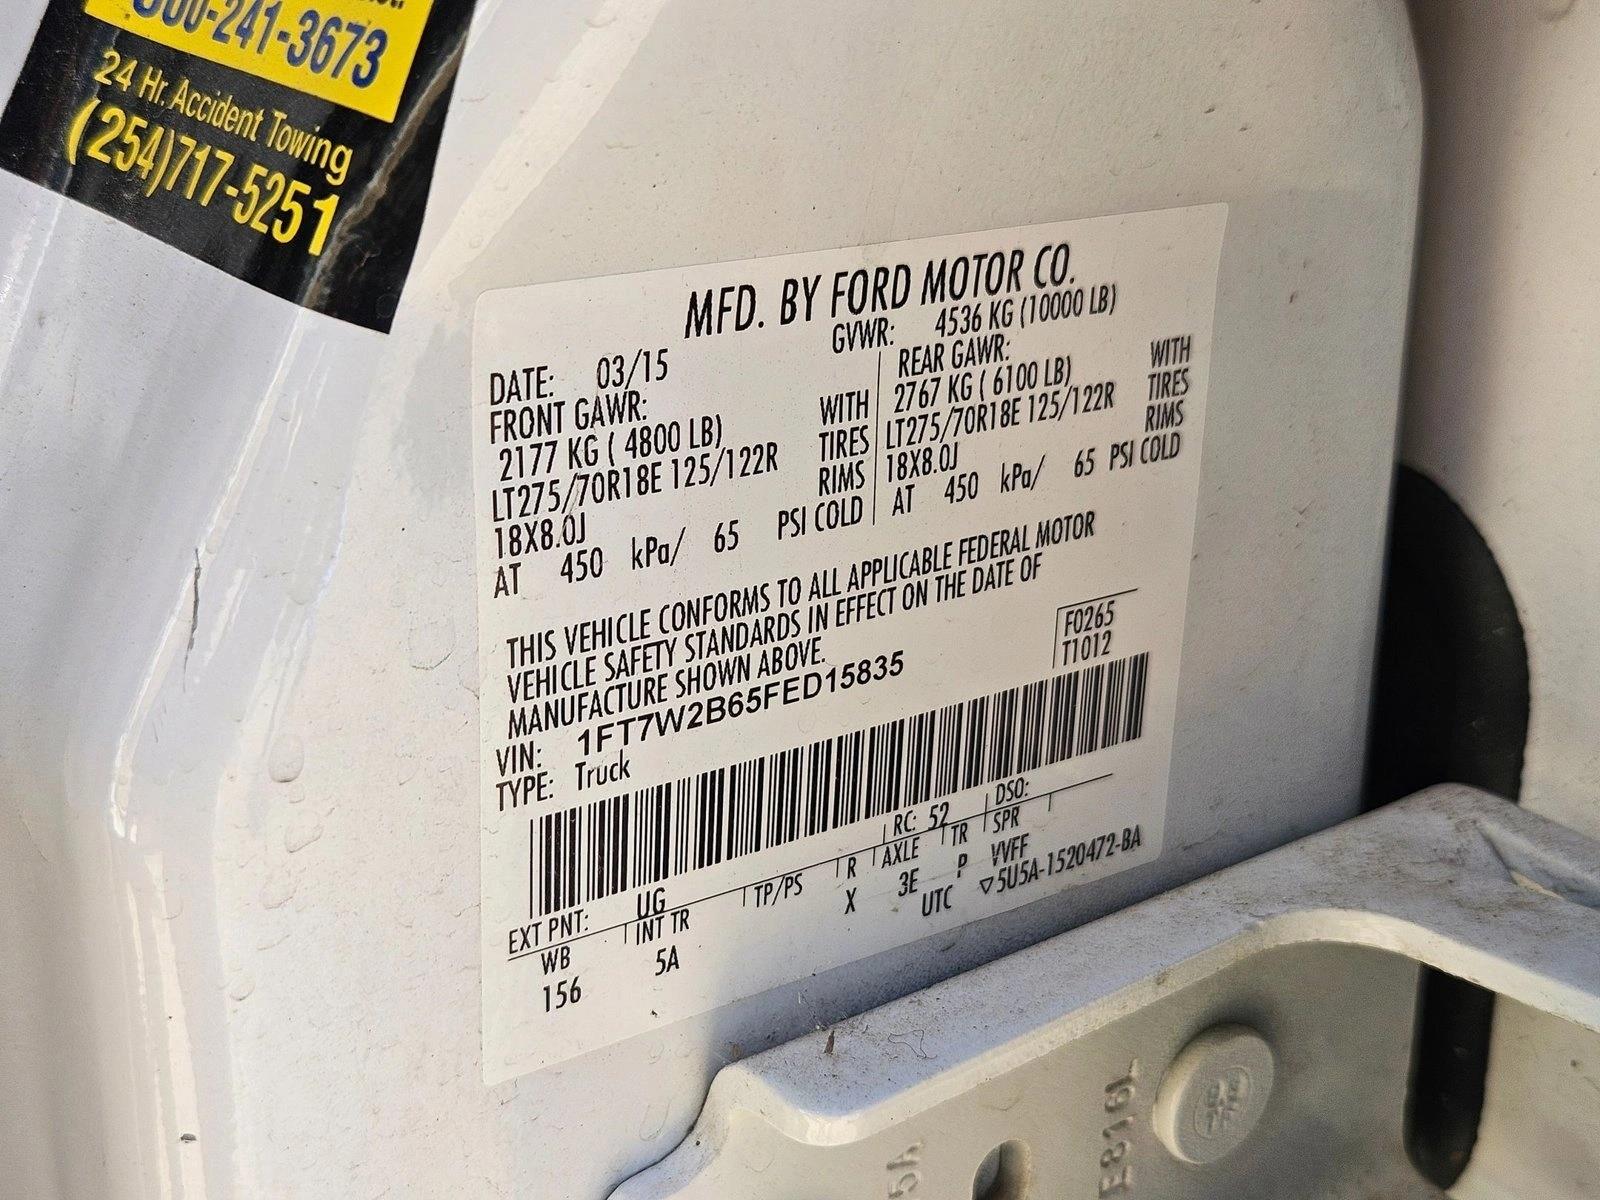 00-241-3673
24 Hr. Accident Towing
(254)717-5251
MFD. BY FORD MOTOR CO.
DATE: 03/15
GVWR: 4536 KG (10000 LB)
FRONT GAWR:
2177 KG ( 4800 LB) WITH
LT275/70R18E 125/122R TIRES
18X8.0J RIMS
AT 450 kPa/ 65 PSI COLD
REAR GAWR:
2767 KG ( 6100 LB) WITH
LT275/70R18E 125/122R TIRES
18X8.0J RIMS
AT 450 kPa/ 65 PSI COLD
THIS VEHICLE CONFORMS TO ALL APPLICABLE FEDERAL MOTOR
VEHICLE SAFETY STANDARDS IN EFFECT ON THE DATE OF
MANUFACTURE SHOWN ABOVE.
F0265
T1012
VIN: 1FT7W2B65FED15835
TYPE: Truck
EXT PNT: UG RC: 52 DSO:
WB INT TR TP/PS R AXLE TR SPR
156 5A X 3E P VVFF
UTC ▽5U5A-1520472-BA
5A
E816L